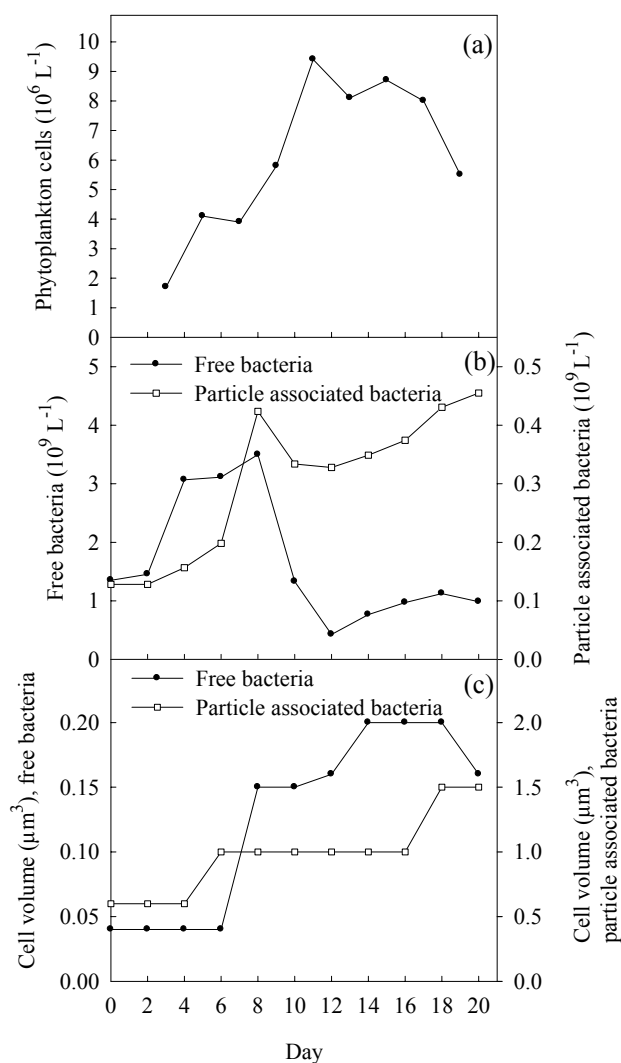 (a)
Phytoplankton cells (10⁶ L⁻¹)
10
9
8
7
6
5
4
3
2
1
0
(b)
Free bacteria
Particle associated bacteria
Free bacteria (10⁹ L⁻¹)
5
4
3
2
1
0
0.5
0.4
0.3
0.2
0.1
0.0
Particle associated bacteria (10⁹ L⁻¹)
(c)
Free bacteria
Particle associated bacteria
Cell volume (µm³), free bacteria
0.20
0.15
0.10
0.05
0.00
2.0
1.5
1.0
0.5
0.0
Cell volume (µm³),
particle associated bacteria
0 2 4 6 8 10 12 14 16 18 20
Day